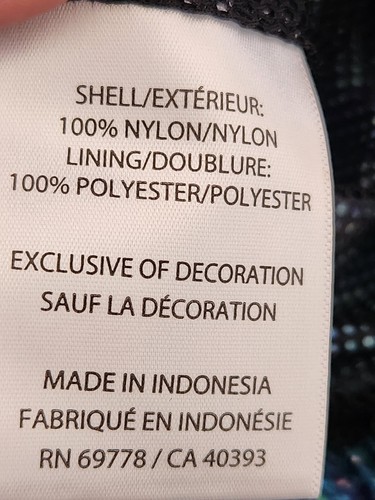 SHELL/EXTÉRIEUR:
100% NYLON/NYLON
LINING/DOUBLURE:
100% POLYESTER/POLYESTER
EXCLUSIVE OF DECORATION
SAUF LA DÉCORATION
MADE IN INDONESIA
FABRIQUÉ EN INDONÉSIE
RN 69778 / CA 40393